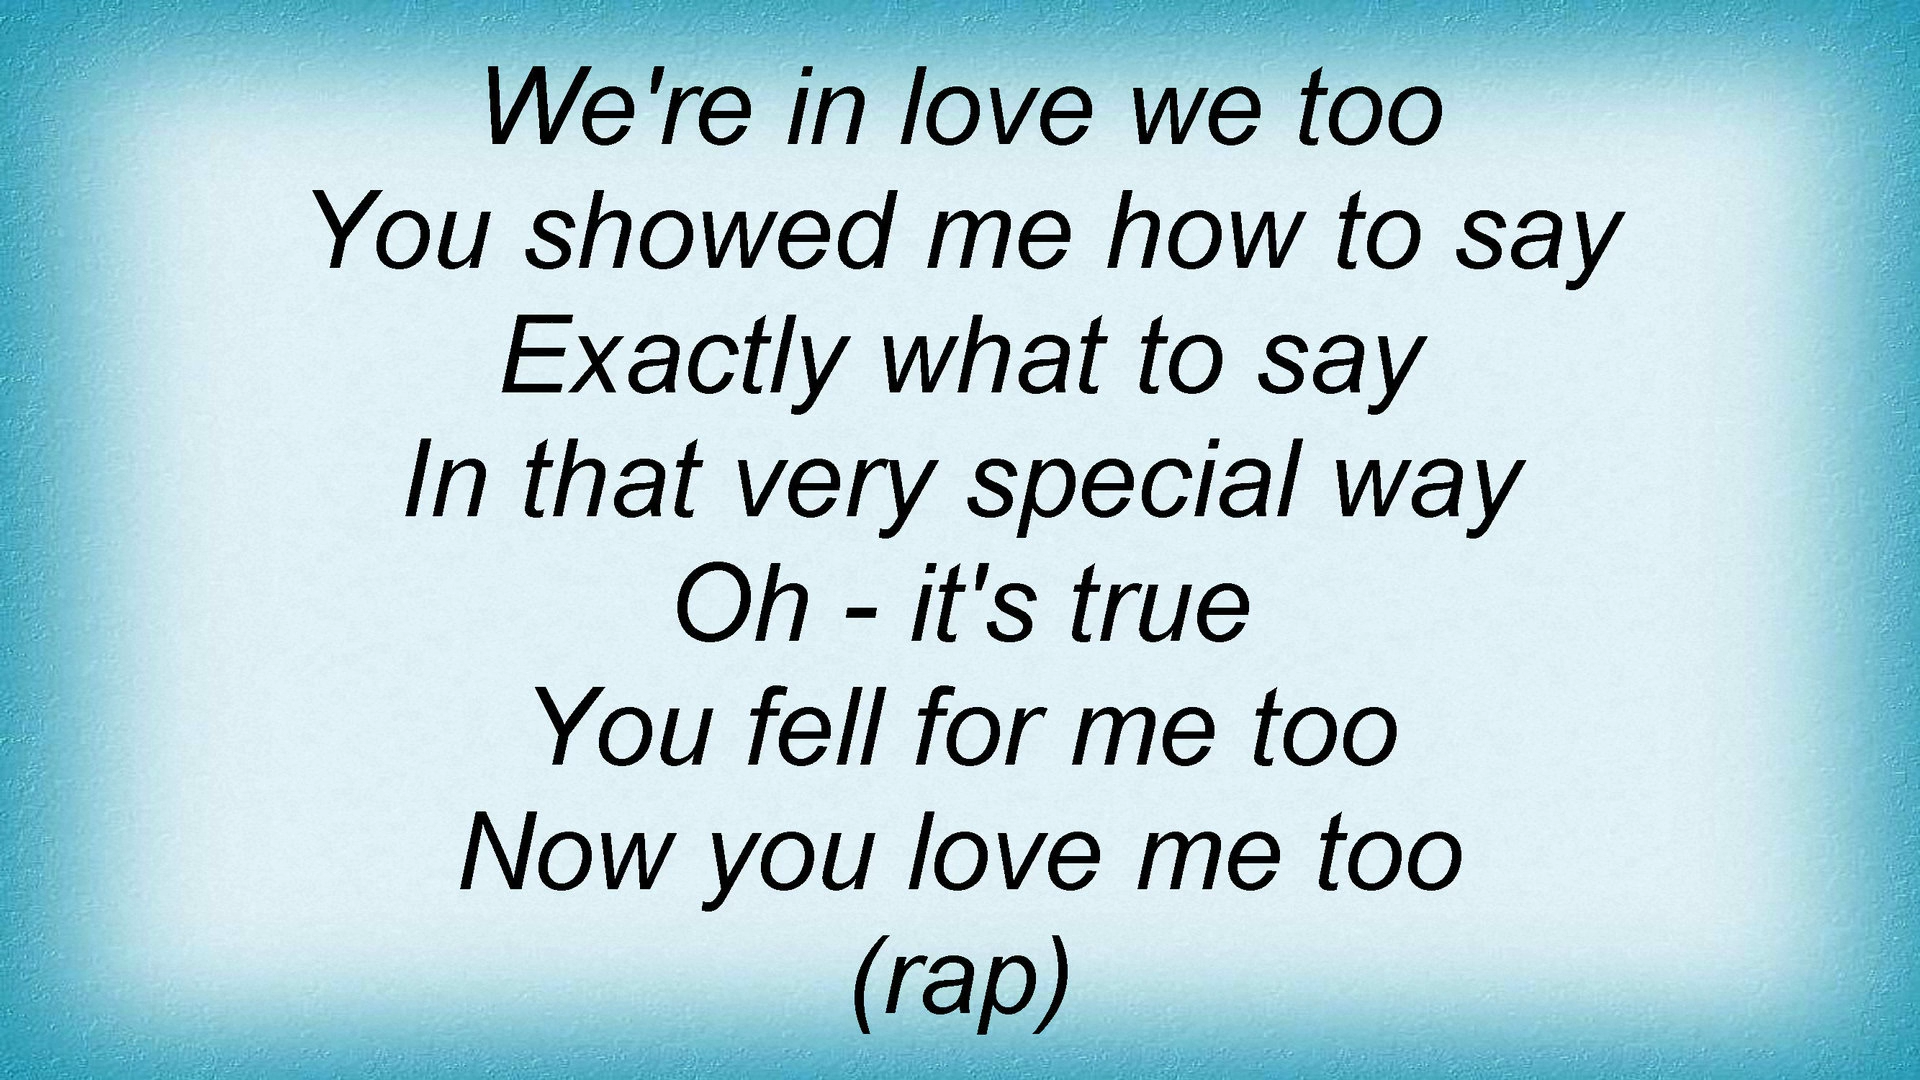 We're in love we too
You showed me how to say
Exactly what to say
In that very special way
Oh - it's true
You fell for me too
Now you love me too
(rap)